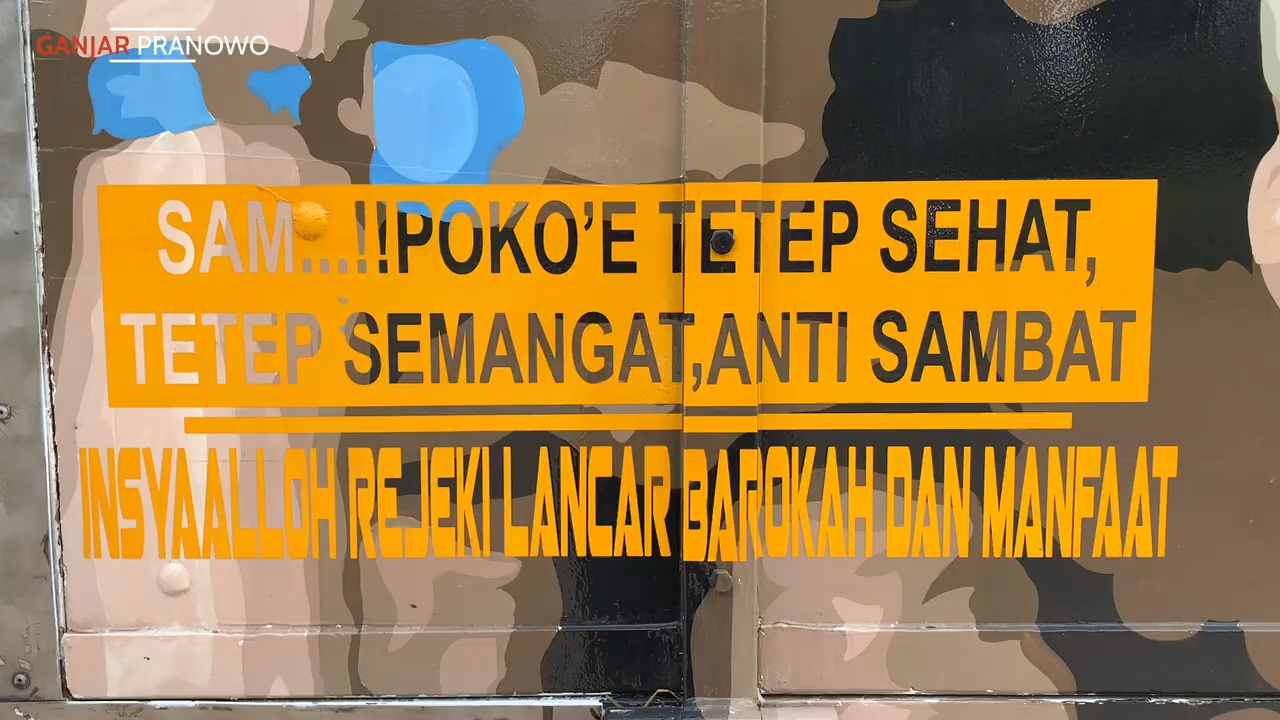 GANJAR PRANOWO
SAM...!!POKO'E TETEP SEHAT,
TETEP SEMANGAT,ANTI SAMBAT
INSYAALLOH REJEKI LANCAR BAROKAH DAN MANFAAT